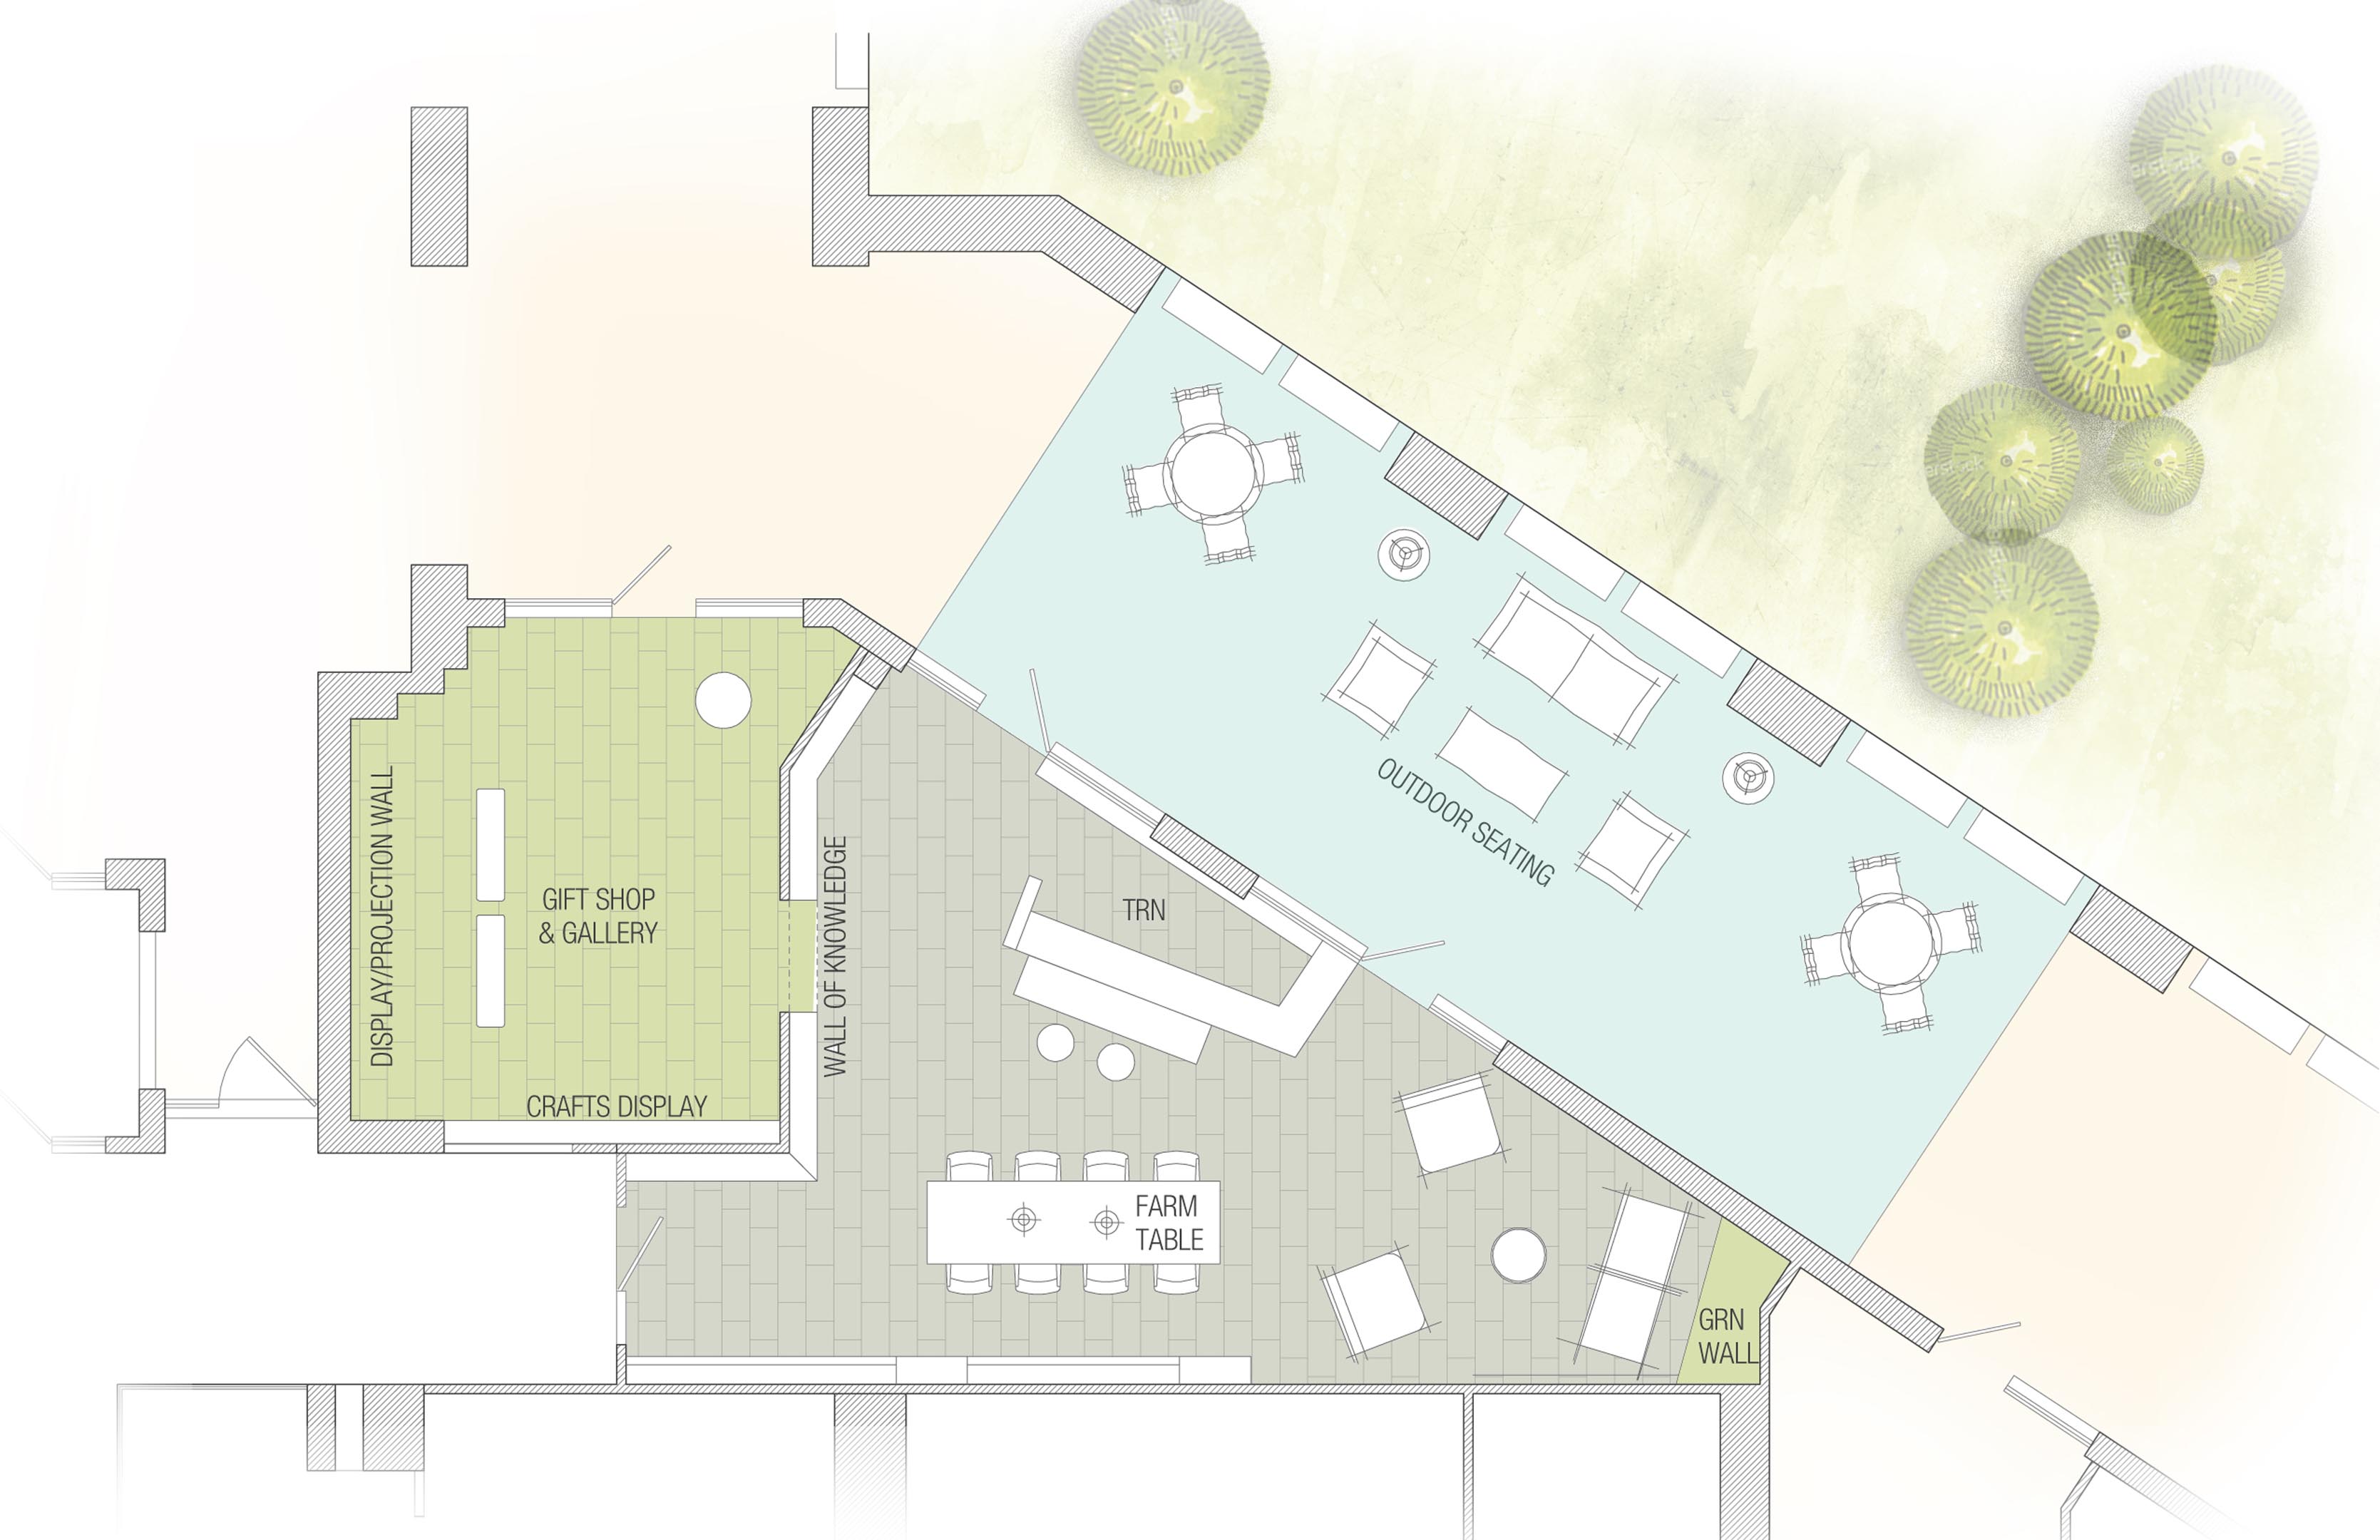 OUTDOOR SEATING
DISPLAY/PROJECTION WALL
GIFT SHOP
& GALLERY
WALL OF KNOWLEDGE
TRN
CRAFTS DISPLAY
FARM
TABLE
GRN
WALL